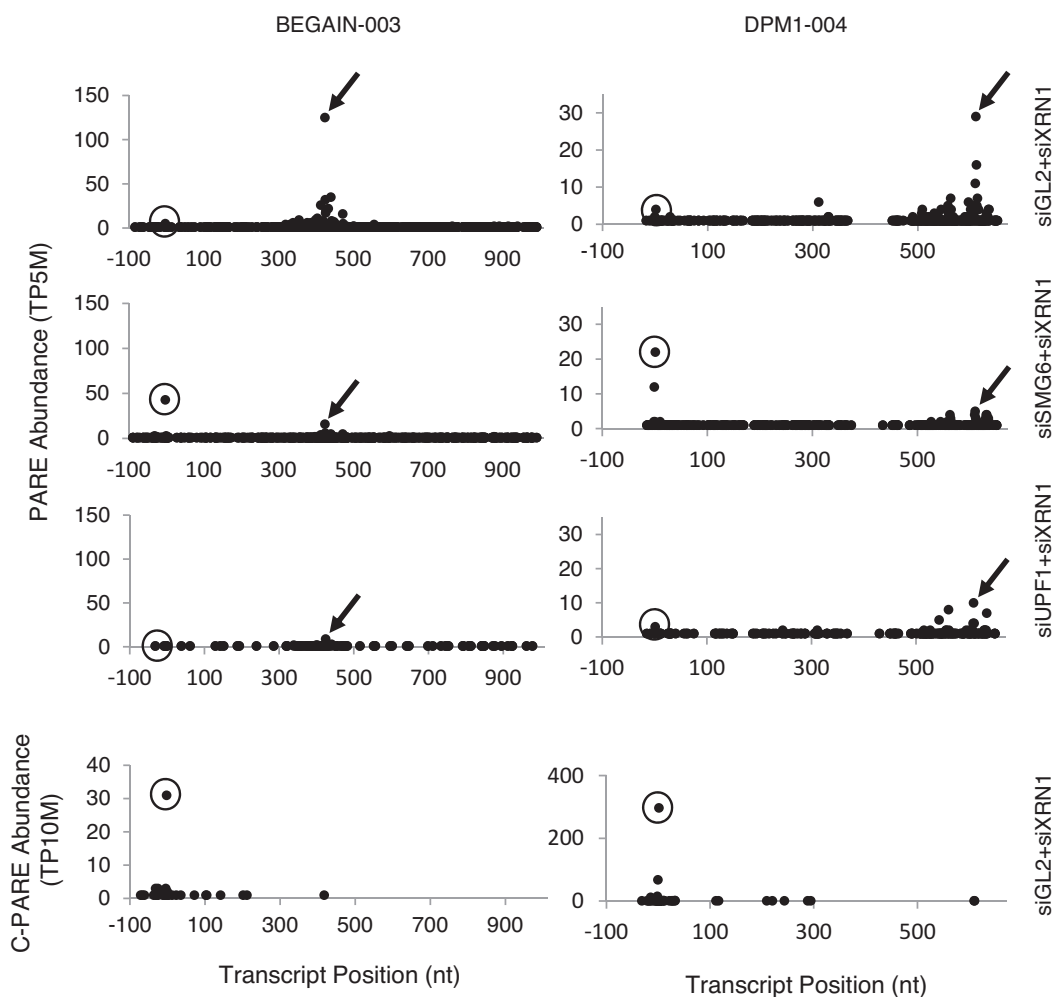 BEGAIN-003
DPM1-004
PARE Abundance (TP5M)
150
100
50
0
-100 100 300 500 700 900
30
20
10
0
-100 100 300 500
siGL2+siXRN1
150
100
50
0
-100 100 300 500 700 900
30
20
10
0
-100 100 300 500
siSMG6+siXRN1
150
100
50
0
-100 100 300 500 700 900
30
20
10
0
-100 100 300 500
siUPF1+siXRN1
C-PARE Abundance
(TP10M)
40
30
20
10
0
-100 100 300 500 700 900
400
200
0
-100 100 300 500
siGL2+siXRN1
Transcript Position (nt)
Transcript Position (nt)